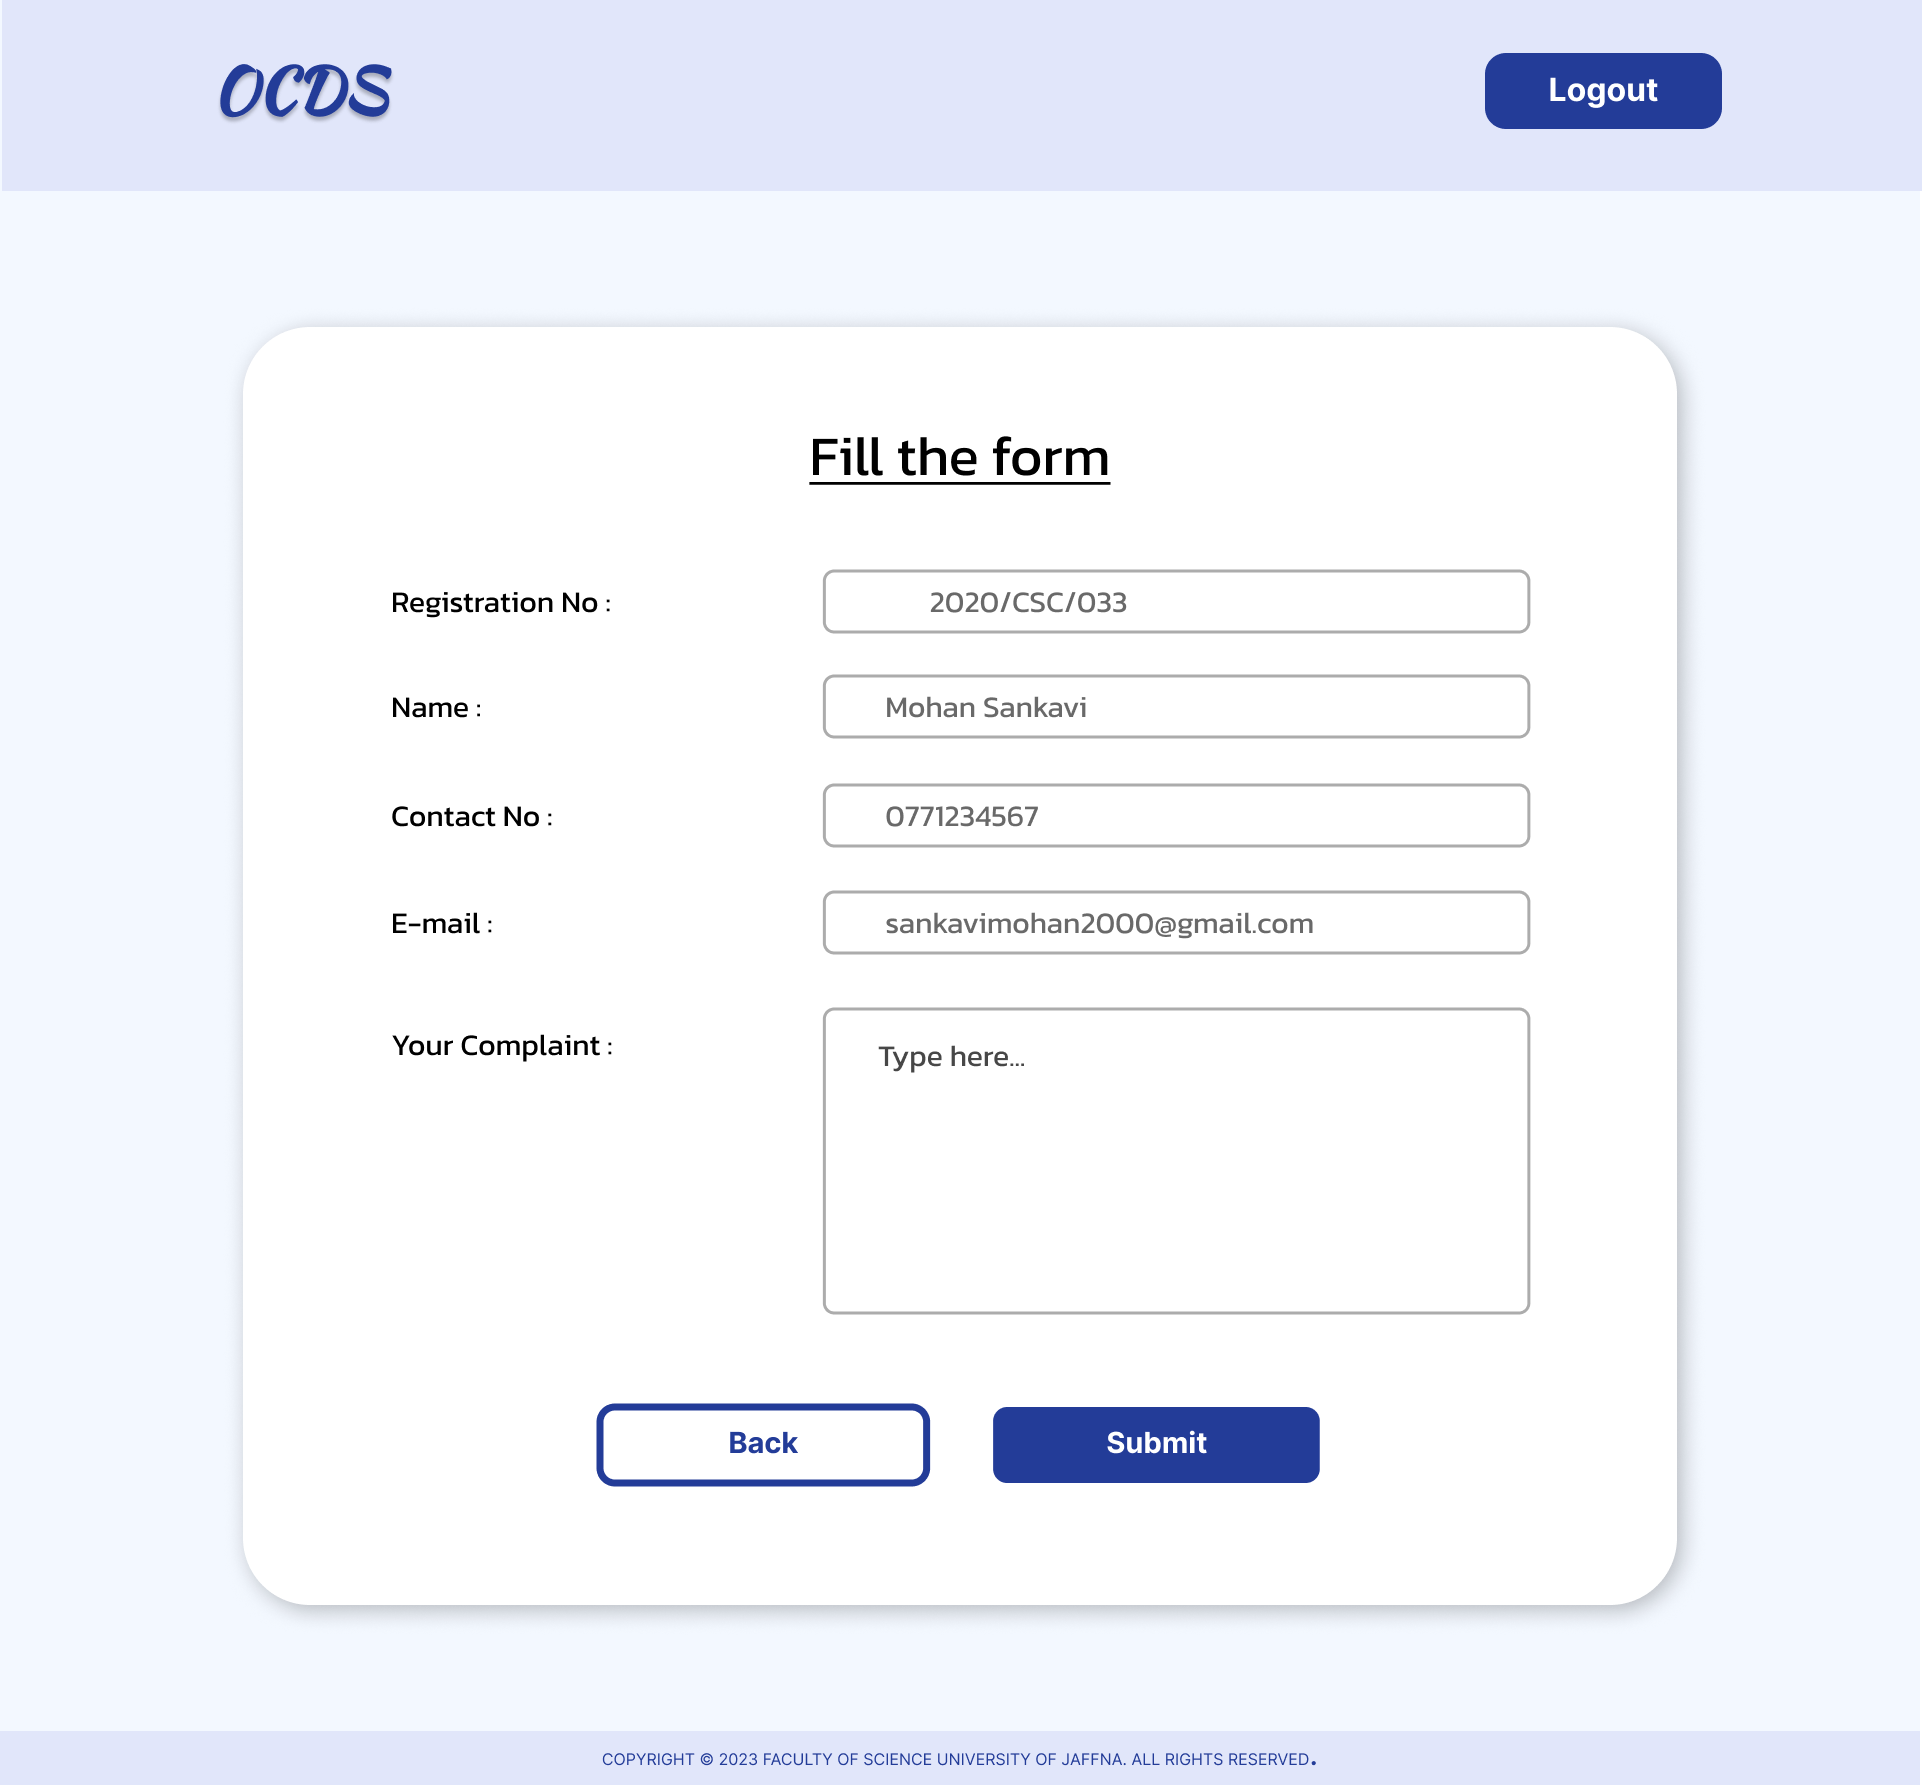 OCDS
Logout
Fill the form
Registration No :
2020/CSC/033
Name :
Mohan Sankavi
Contact No :
0771234567
E-mail :
sankavimohan2000@gmail.com
Your Complaint :
Type here...
Back
Submit
COPYRIGHT © 2023 FACULTY OF SCIENCE UNIVERSITY OF JAFFNA. ALL RIGHTS RESERVED.